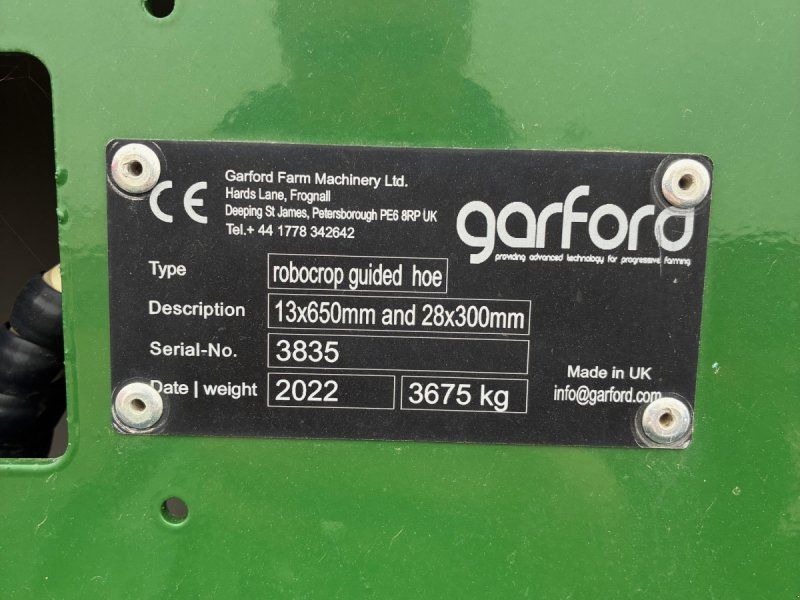 CE
Garford Farm Machinery Ltd.
Hards Lane, Frognall
Deeping St James, Petersborough PE6 8RP UK
Tel.+ 44 1778 342642
garford
providing advanced technology for progressive farming
Type robocrop guided hoe
Description 13x650mm and 28x300mm
Serial-No. 3835
Date | weight 2022 3675 kg
Made in UK
info@garford.com